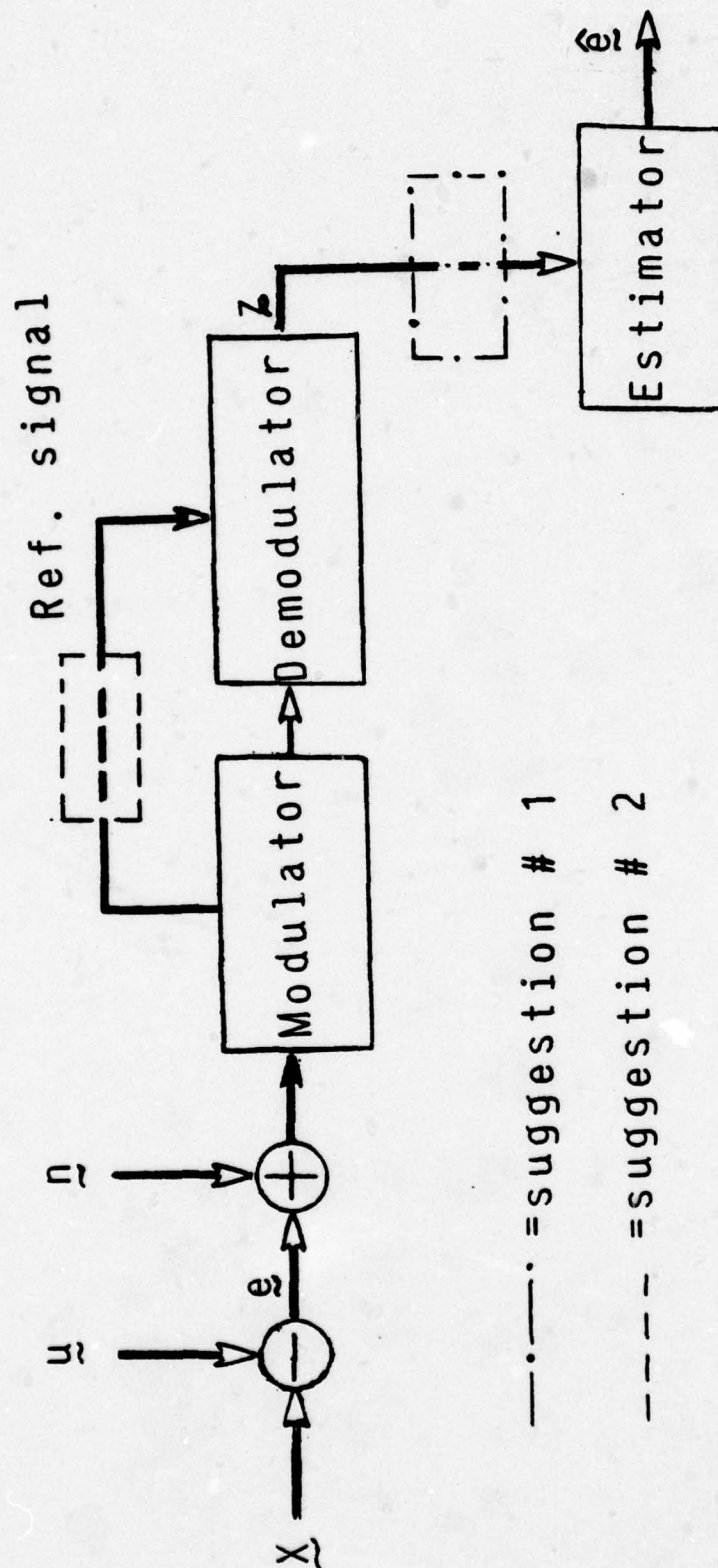 Ref. signal
ṵ
ñ
x̰
ḛ
Modulator
Demodulator
z̰
Estimator
ḛ̂
—·—· =suggestion # 1
---- =suggestion # 2